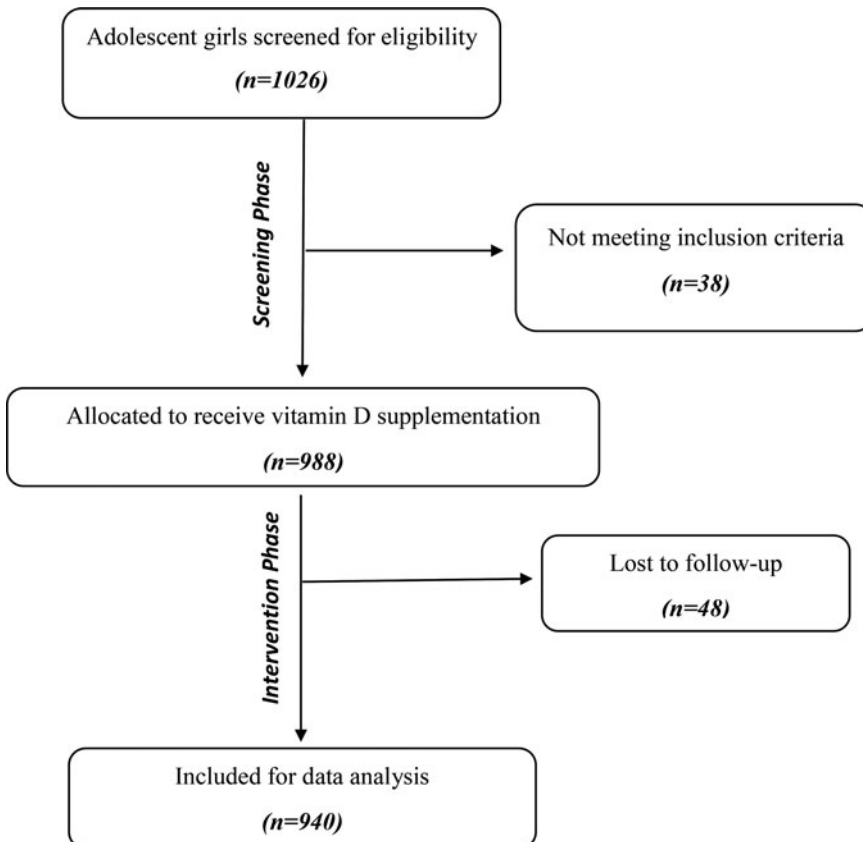 Adolescent girls screened for eligibility
(n=1026)
Screening Phase
Not meeting inclusion criteria
(n=38)
Allocated to receive vitamin D supplementation
(n=988)
Intervention Phase
Lost to follow-up
(n=48)
Included for data analysis
(n=940)